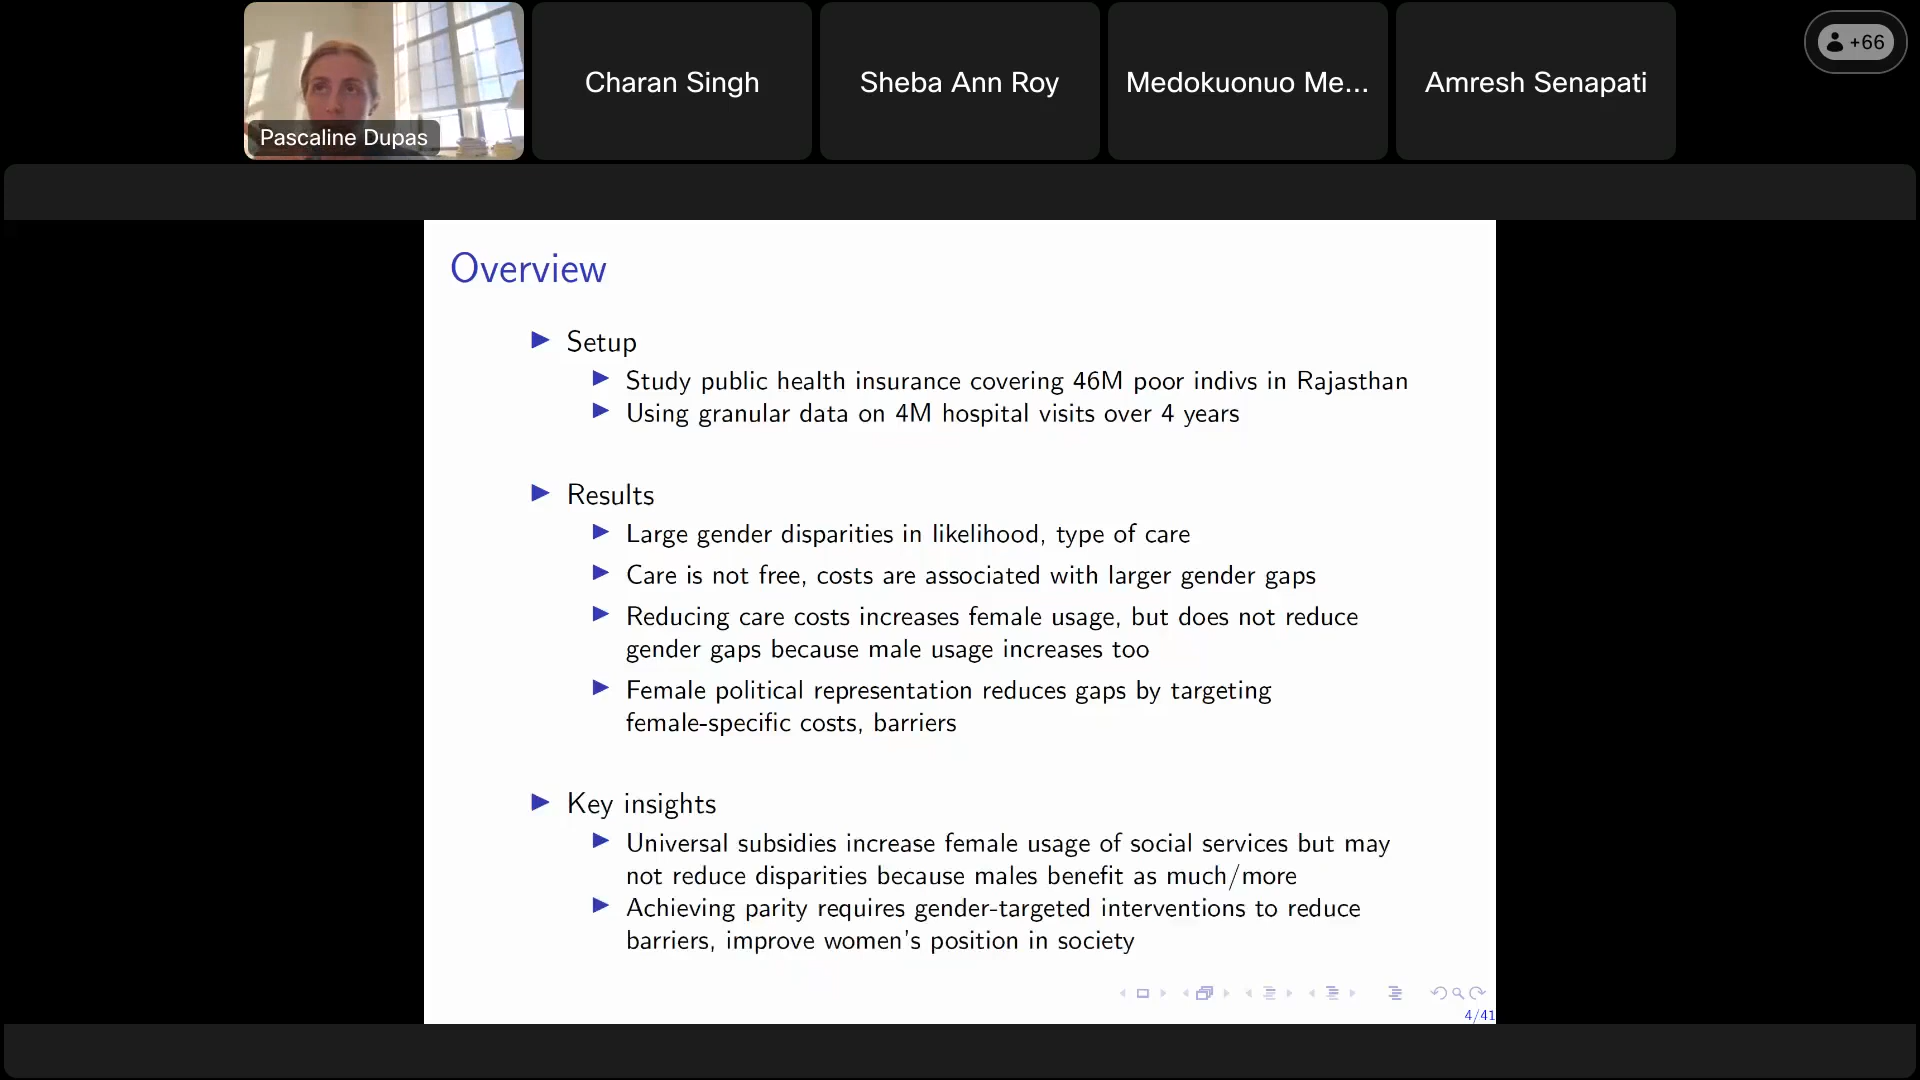 Pascaline Dupas
Charan Singh
Sheba Ann Roy
Medokuonuo Me...
Amresh Senapati
+66
Overview
Setup
Study public health insurance covering 46M poor indivs in Rajasthan
Using granular data on 4M hospital visits over 4 years
Results
Large gender disparities in likelihood, type of care
Care is not free, costs are associated with larger gender gaps
Reducing care costs increases female usage, but does not reduce
gender gaps because male usage increases too
Female political representation reduces gaps by targeting
female-specific costs, barriers
Key insights
Universal subsidies increase female usage of social services but may
not reduce disparities because males benefit as much/more
Achieving parity requires gender-targeted interventions to reduce
barriers, improve women's position in society
4/41